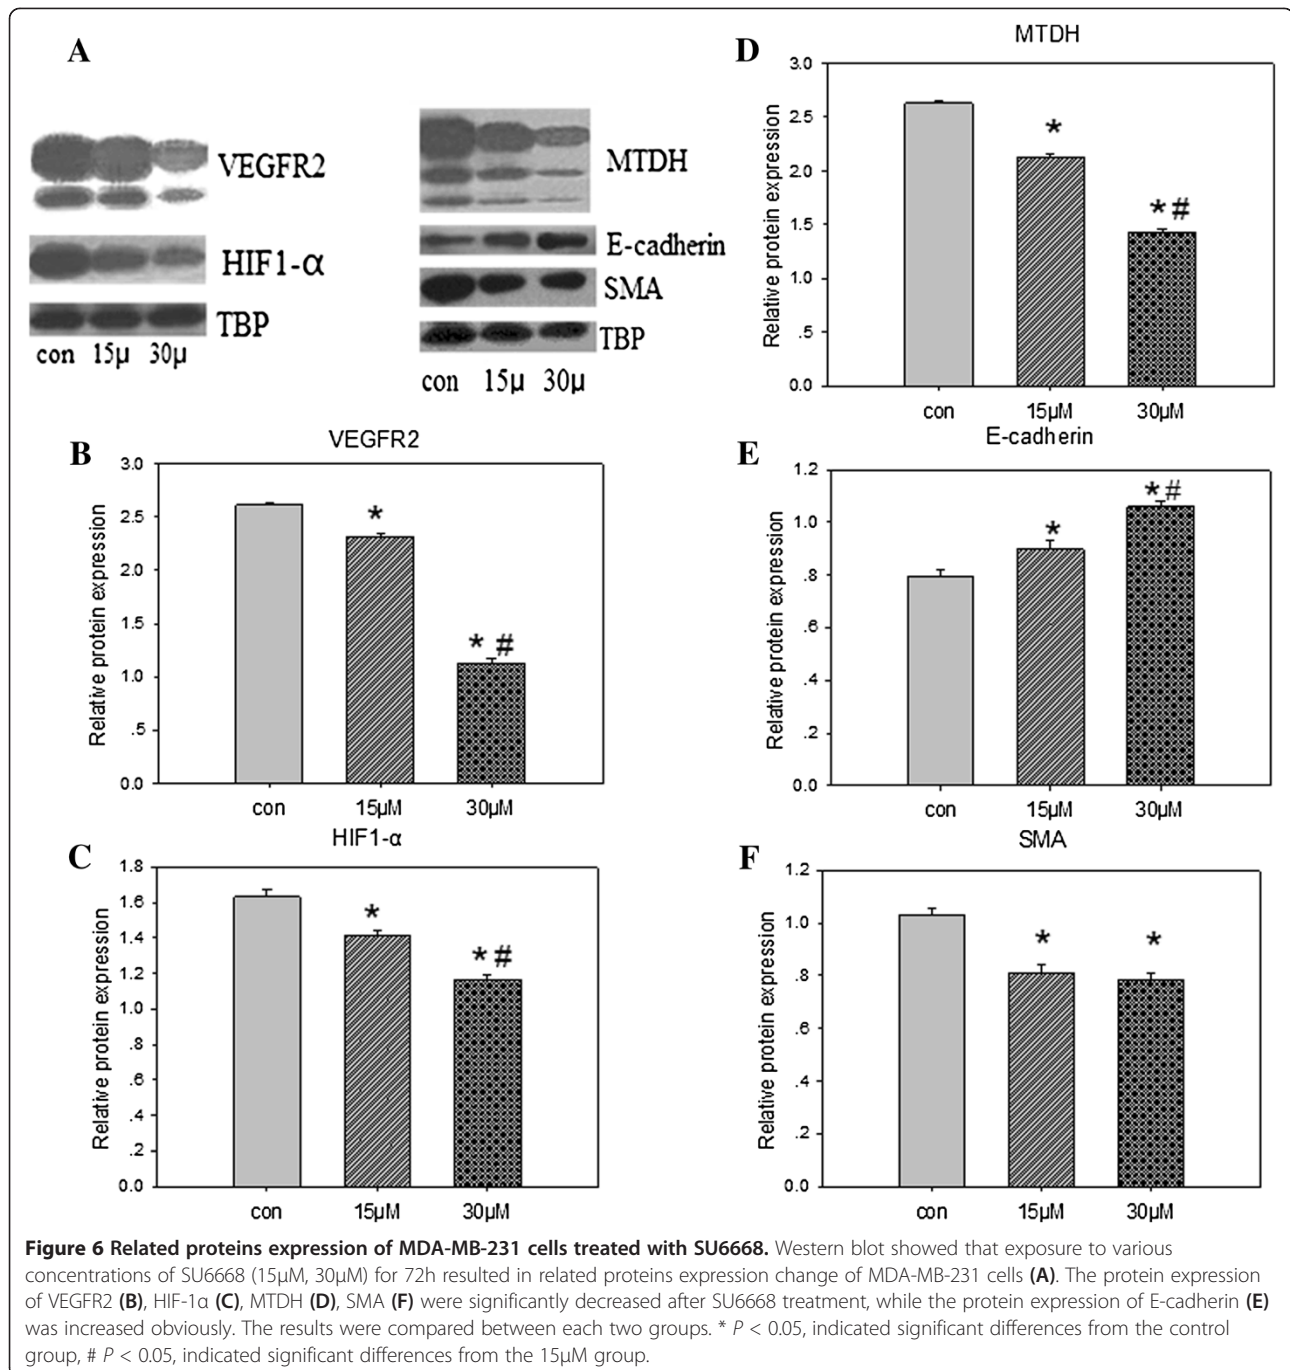 A
VEGFR2
HIF1-α
TBP
con 15µ 30µ
MTDH
E-cadherin
SMA
TBP
con 15µ 30µ
B
VEGFR2
Relative protein expression
3.0
2.5
2.0
1.5
1.0
.5
0.0
*
* #
con 15µM 30µM
C
HIF1-α
Relative protein expression
1.8
1.6
1.4
1.2
1.0
.8
.6
.4
.2
0.0
*
* #
con 15µM 30µM
D
MTDH
Relative protein expression
3.0
2.5
2.0
1.5
1.0
.5
0.0
*
* #
con 15µM 30µM
E
E-cadherin
Relative protein expression
1.2
1.0
.8
.6
.4
.2
0.0
*
* #
con 15µM 30µM
F
SMA
Relative protein expression
1.2
1.0
.8
.6
.4
.2
0.0
*
*
con 15µM 30µM
Figure 6 Related proteins expression of MDA-MB-231 cells treated with SU6668. Western blot showed that exposure to various
concentrations of SU6668 (15µM, 30µM) for 72h resulted in related proteins expression change of MDA-MB-231 cells (A). The protein expression
of VEGFR2 (B), HIF-1α (C), MTDH (D), SMA (F) were significantly decreased after SU6668 treatment, while the protein expression of E-cadherin (E)
was increased obviously. The results were compared between each two groups. * P < 0.05, indicated significant differences from the control
group, # P < 0.05, indicated significant differences from the 15µM group.